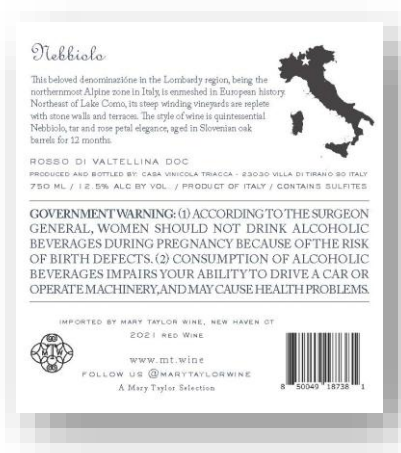 Nebbiolo
This beloved denominazióne in the Lombardy region, being the
northernmost Alpine zone in Italy, is enmeshed in European history.
Northeast of Lake Como, its steep winding vineyards are replete
with stone walls and terraces. The style of wine is quintessential
Nebbiolo, tar and rose petal elegance, aged in Slovenian oak
barrels for 12 months.
ROSSO DI VALTELLINA DOC
PRODUCED AND BOTTLED BY: CASA VINICOLA TRIACCA - 23030 VILLA DI TIRANO SO ITALY
750 ML / 12.5% ALC BY VOL. / PRODUCT OF ITALY / CONTAINS SULFITES
GOVERNMENT WARNING: (1) ACCORDING TO THE SURGEON
GENERAL, WOMEN SHOULD NOT DRINK ALCOHOLIC
BEVERAGES DURING PREGNANCY BECAUSE OF THE RISK
OF BIRTH DEFECTS. (2) CONSUMPTION OF ALCOHOLIC
BEVERAGES IMPAIRS YOUR ABILITY TO DRIVE A CAR OR
OPERATE MACHINERY, AND MAY CAUSE HEALTH PROBLEMS.
IMPORTED BY MARY TAYLOR WINE, NEW HAVEN CT
2021 RED WINE
MTW
www.mt.wine
FOLLOW US @MARYTAYLORWINE
A Mary Taylor Selection
8 50049 18738 1